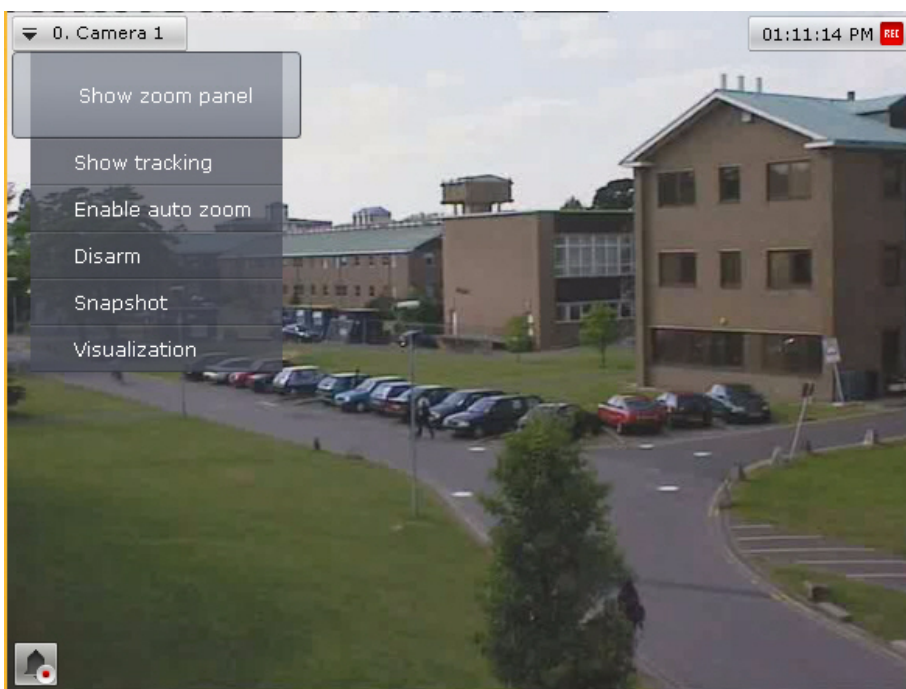 0. Camera 1
01:11:14 PM REC
Show zoom panel
Show tracking
Enable auto zoom
Disarm
Snapshot
Visualization